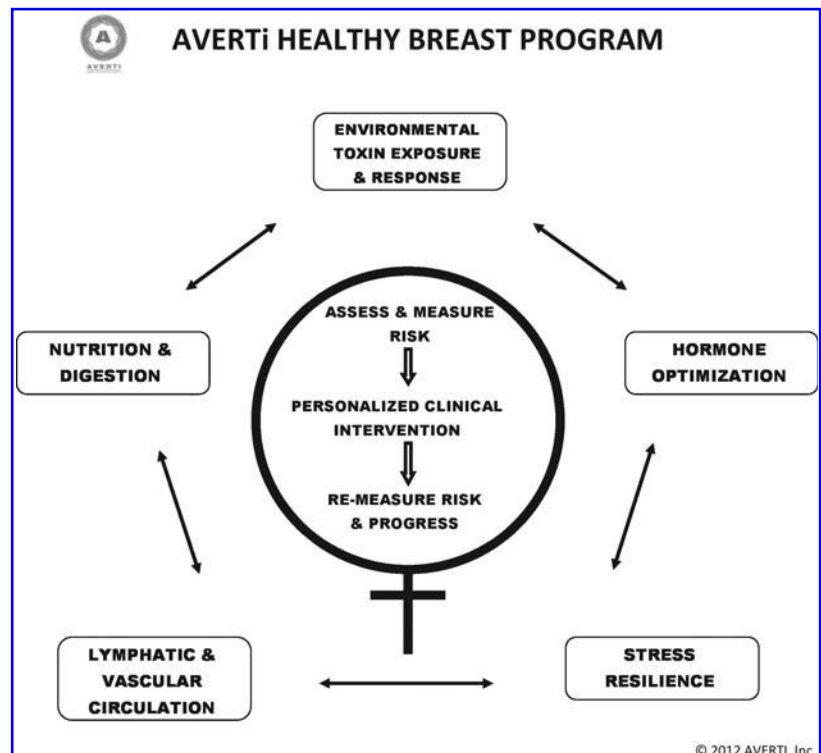 A
AVERTI
AVERTi HEALTHY BREAST PROGRAM
ENVIRONMENTAL
TOXIN EXPOSURE
& RESPONSE
NUTRITION &
DIGESTION
HORMONE
OPTIMIZATION
ASSESS & MEASURE
RISK
PERSONALIZED CLINICAL
INTERVENTION
RE-MEASURE RISK
& PROGRESS
LYMPHATIC &
VASCULAR
CIRCULATION
STRESS
RESILIENCE
© 2012 AVERTI, Inc